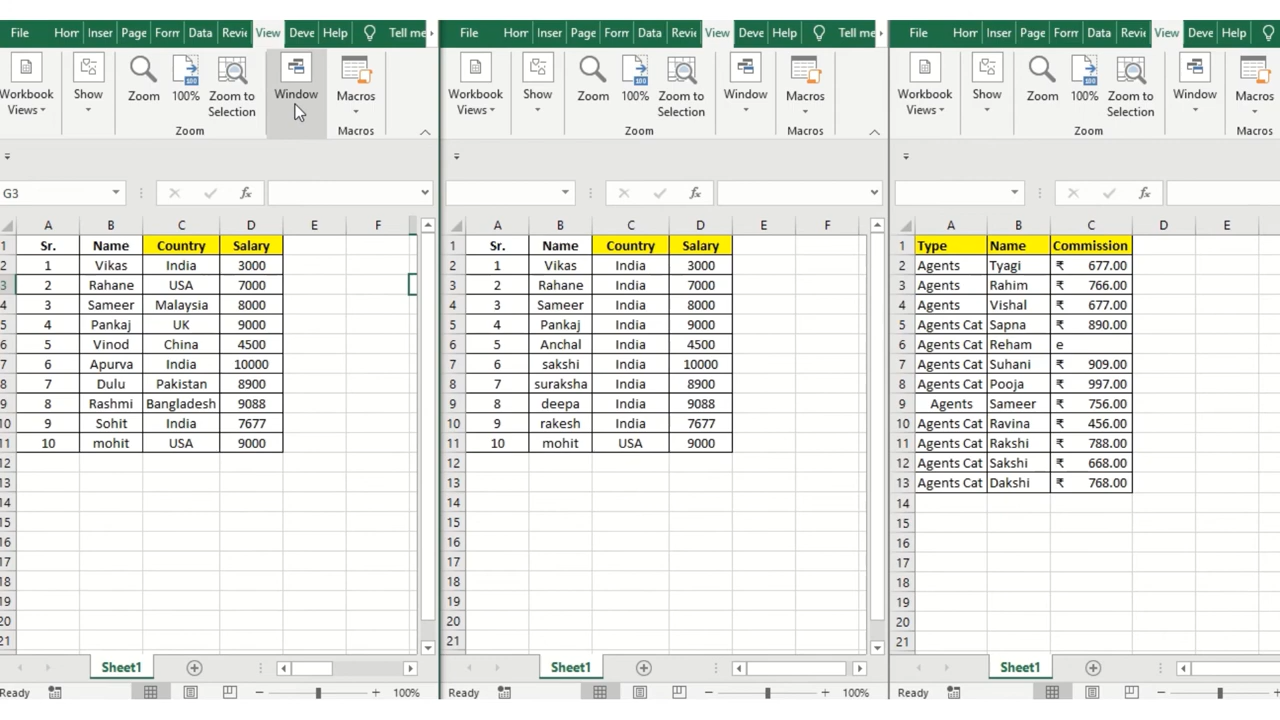 File Hom Inser Page Form Data Revie View Deve Help Tell me
Workbook Views Show Zoom 100% Zoom to Selection Window Macros
Zoom Macros
G3 fx
A B C D E F
1 Sr. Name Country Salary
2 1 Vikas India 3000
3 2 Rahane USA 7000
4 3 Sameer Malaysia 8000
5 4 Pankaj UK 9000
6 5 Vinod China 4500
7 6 Apurva India 10000
8 7 Dulu Pakistan 8900
9 8 Rashmi Bangladesh 9088
10 9 Sohit India 7677
11 10 mohit USA 9000
12
13
14
15
16
17
18
19
20
21
Sheet1
Ready 100%
File Hom Inser Page Form Data Revie View Deve Help Tell me
Workbook Views Show Zoom 100% Zoom to Selection Window Macros
Zoom Macros
fx
A B C D E F
1 Sr. Name Country Salary
2 1 Vikas India 3000
3 2 Rahane India 7000
4 3 Sameer India 8000
5 4 Pankaj India 9000
6 5 Anchal India 4500
7 6 sakshi India 10000
8 7 suraksha India 8900
9 8 deepa India 9088
10 9 rakesh India 7677
11 10 mohit USA 9000
12
13
14
15
16
17
18
19
20
21
Sheet1
Ready 100%
File Hom Inser Page Form Data Revie View Deve Help
Workbook Views Show Zoom 100% Zoom to Selection Window Macros
Zoom Macros
fx
A B C D E
1 Type Name Commission
2 Agents Tyagi ₹ 677.00
3 Agents Rahim ₹ 766.00
4 Agents Vishal ₹ 677.00
5 Agents Cat Sapna ₹ 890.00
6 Agents Cat Reham e
7 Agents Cat Suhani ₹ 909.00
8 Agents Cat Pooja ₹ 997.00
9 Agents Sameer ₹ 756.00
10 Agents Cat Ravina ₹ 456.00
11 Agents Cat Rakshi ₹ 788.00
12 Agents Cat Sakshi ₹ 668.00
13 Agents Cat Dakshi ₹ 768.00
14
15
16
17
18
19
20
21
Sheet1
Ready